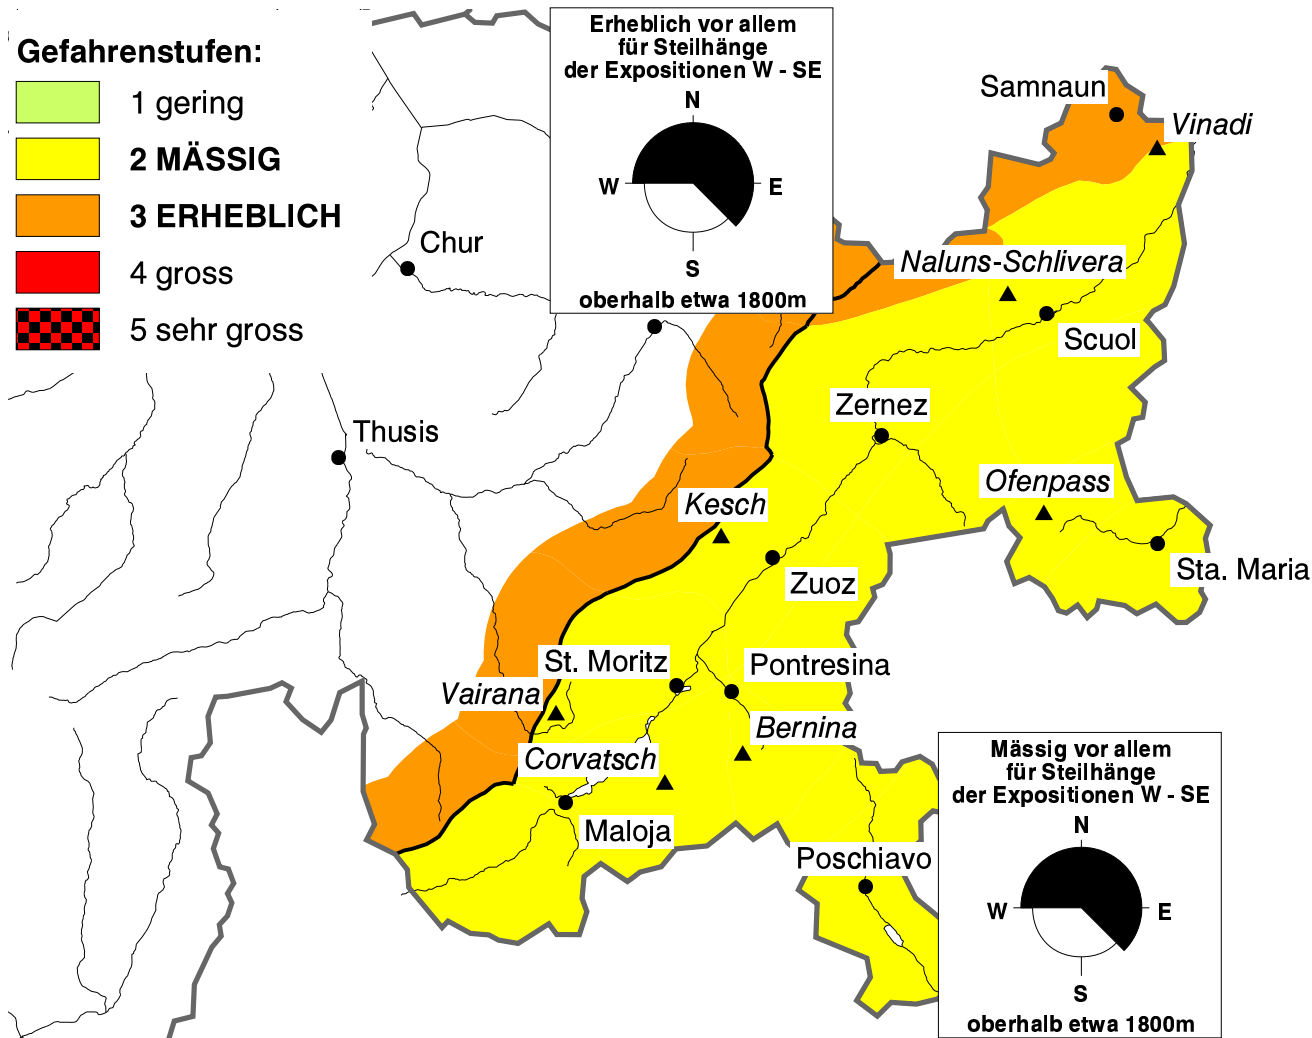 Gefahrenstufen:
1 gering
2 MÄSSIG
3 ERHEBLICH
4 gross
5 sehr gross
Erheblich vor allem
für Steilhänge
der Expositionen W - SE
N
W
E
S
oberhalb etwa 1800m
Samnaun
Vinadi
Chur
Naluns-Schlivera
Scuol
Zernez
Thusis
Ofenpass
Kesch
Zuoz
Sta. Maria
St. Moritz
Pontresina
Vairana
Bernina
Corvatsch
Maloja
Poschiavo
Mässig vor allem
für Steilhänge
der Expositionen W - SE
N
W
E
S
oberhalb etwa 1800m